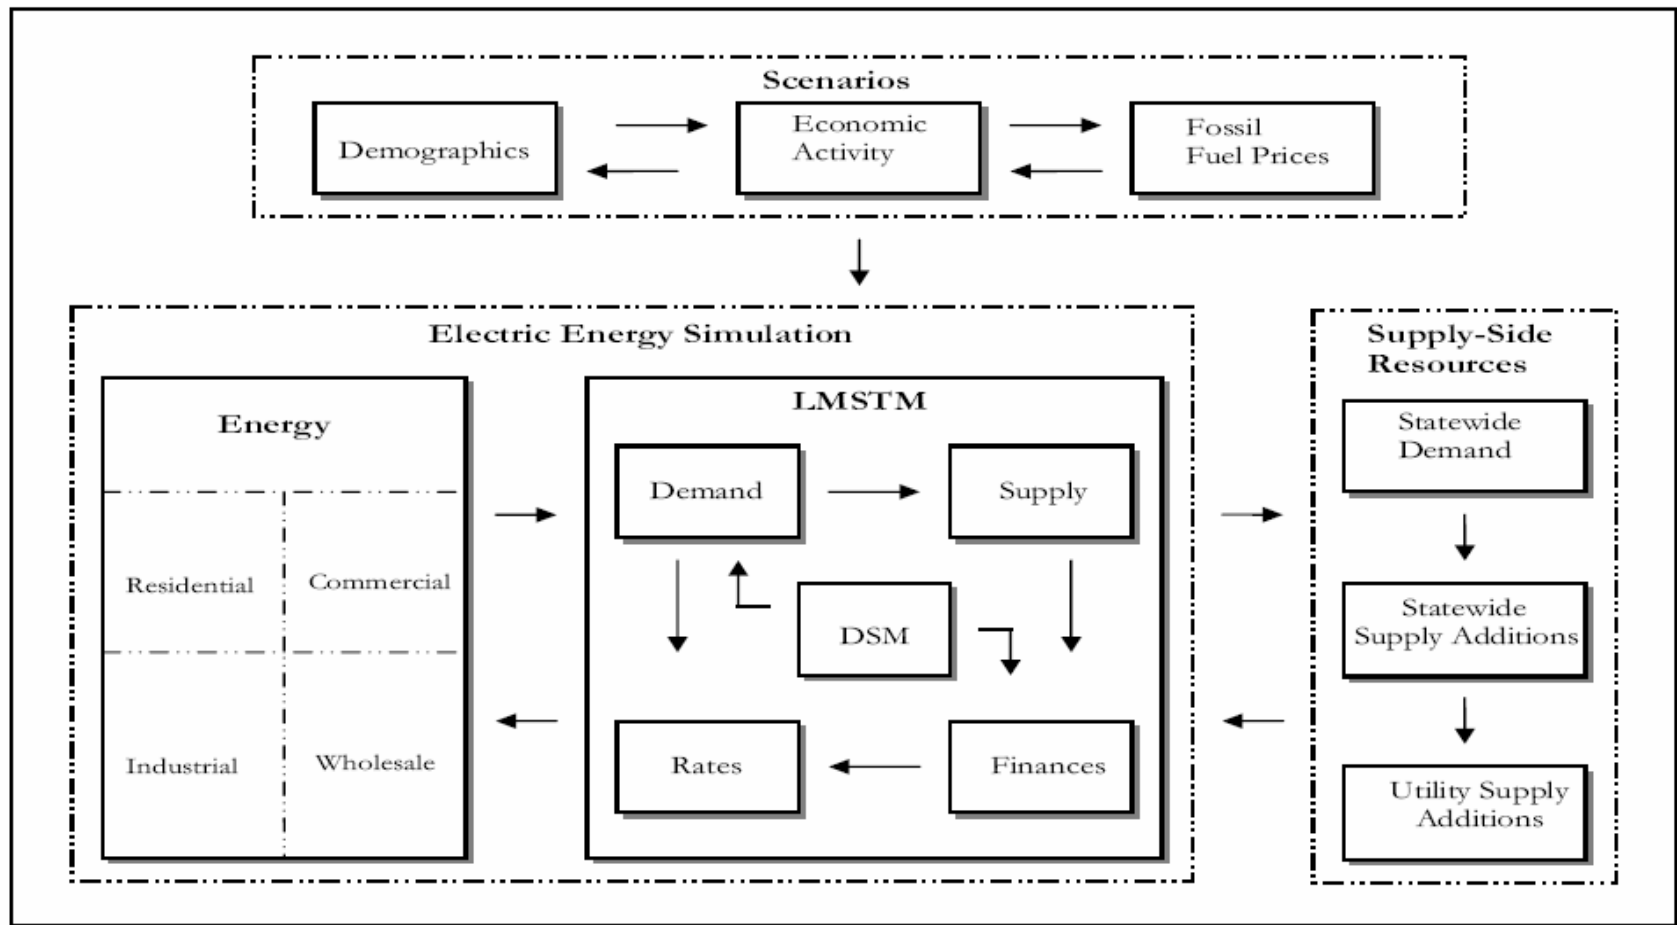 Scenarios
Demographics
Economic
Activity
Fossil
Fuel Prices
Electric Energy Simulation
Energy
Residential
Commercial
Industrial
Wholesale
LMSTM
Demand
Supply
DSM
Rates
Finances
Supply-Side
Resources
Statewide
Demand
Statewide
Supply Additions
Utility Supply
Additions